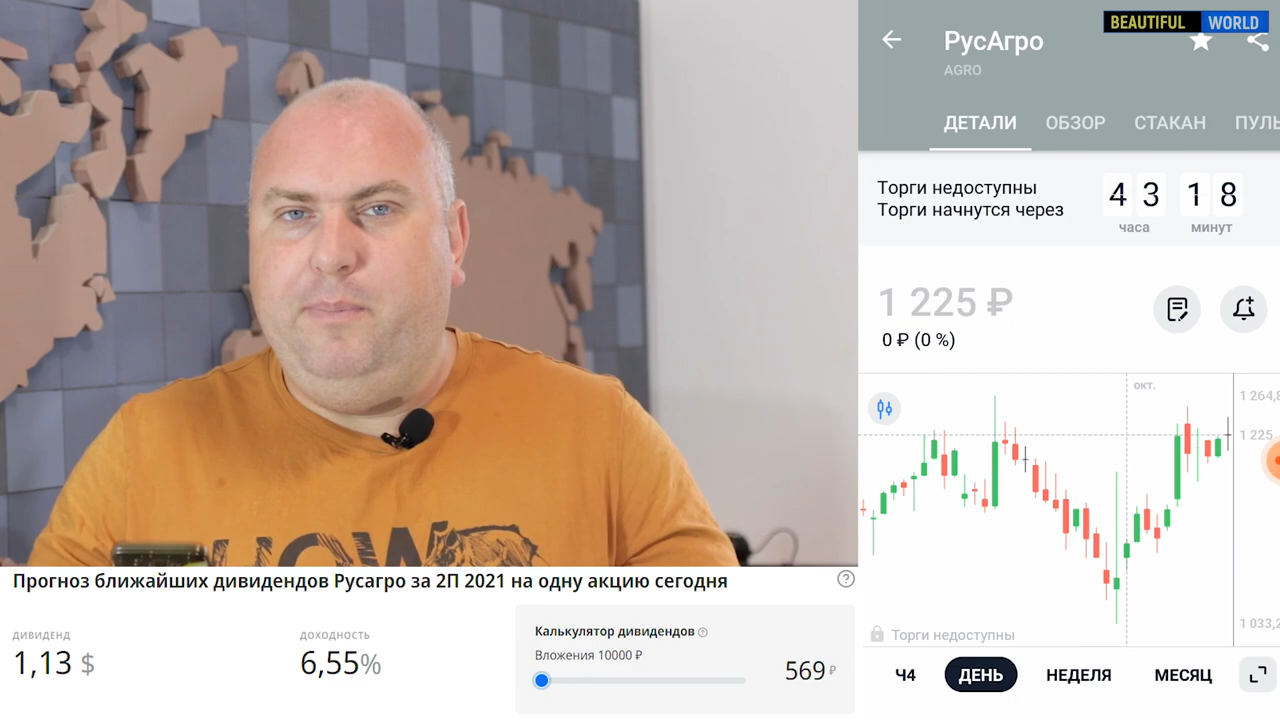 BEAUTIFUL WORLD
РусАгро
AGRO
ДЕТАЛИ ОБЗОР СТАКАН ПУЛЬ
Торги недоступны
Торги начнутся через
4 3 1 8
часа минут
1 225 ₽
0 ₽ (0 %)
окт.
1 264,8
1 225
1 033,2
Торги недоступны
Ч4 ДЕНЬ НЕДЕЛЯ МЕСЯЦ
Прогноз ближайших дивидендов Русагро за 2П 2021 на одну акцию сегодня
ДИВИДЕНД
1,13 $
ДОХОДНОСТЬ
6,55%
Калькулятор дивидендов
Вложения 10000 ₽
569 ₽